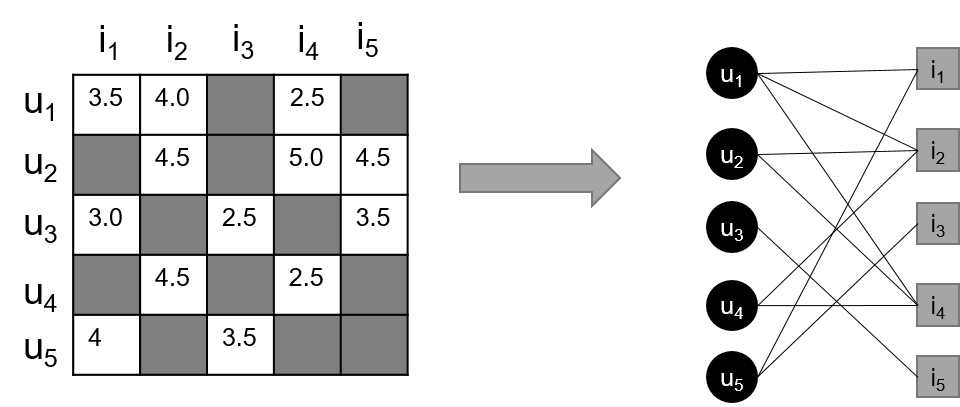 i₁ i₂ i₃ i₄ i₅
u₁ 3.5 4.0 2.5
u₂ 4.5 5.0 4.5
u₃ 3.0 2.5 3.5
u₄ 4.5 2.5
u₅ 4 3.5
u₁ i₁
u₂ i₂
u₃ i₃
u₄ i₄
u₅ i₅